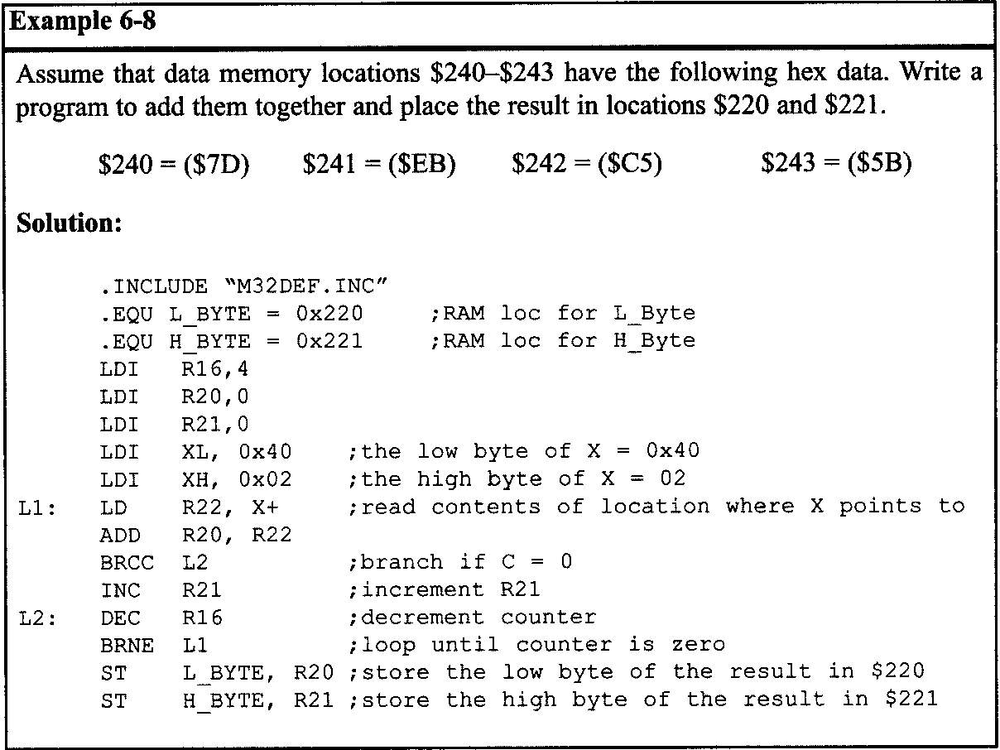 Example 6-8
Assume that data memory locations $240–$243 have the following hex data. Write a
program to add them together and place the result in locations $220 and $221.
$240 = ($7D) $241 = ($EB) $242 = ($C5) $243 = ($5B)
Solution:
.INCLUDE "M32DEF.INC"
.EQU L_BYTE = 0x220 ;RAM loc for L_Byte
.EQU H_BYTE = 0x221 ;RAM loc for H_Byte
LDI R16,4
LDI R20,0
LDI R21,0
LDI XL, 0x40 ;the low byte of X = 0x40
LDI XH, 0x02 ;the high byte of X = 02
L1: LD R22, X+ ;read contents of location where X points to
ADD R20, R22
BRCC L2 ;branch if C = 0
INC R21 ;increment R21
L2: DEC R16 ;decrement counter
BRNE L1 ;loop until counter is zero
ST L_BYTE, R20 ;store the low byte of the result in $220
ST H_BYTE, R21 ;store the high byte of the result in $221